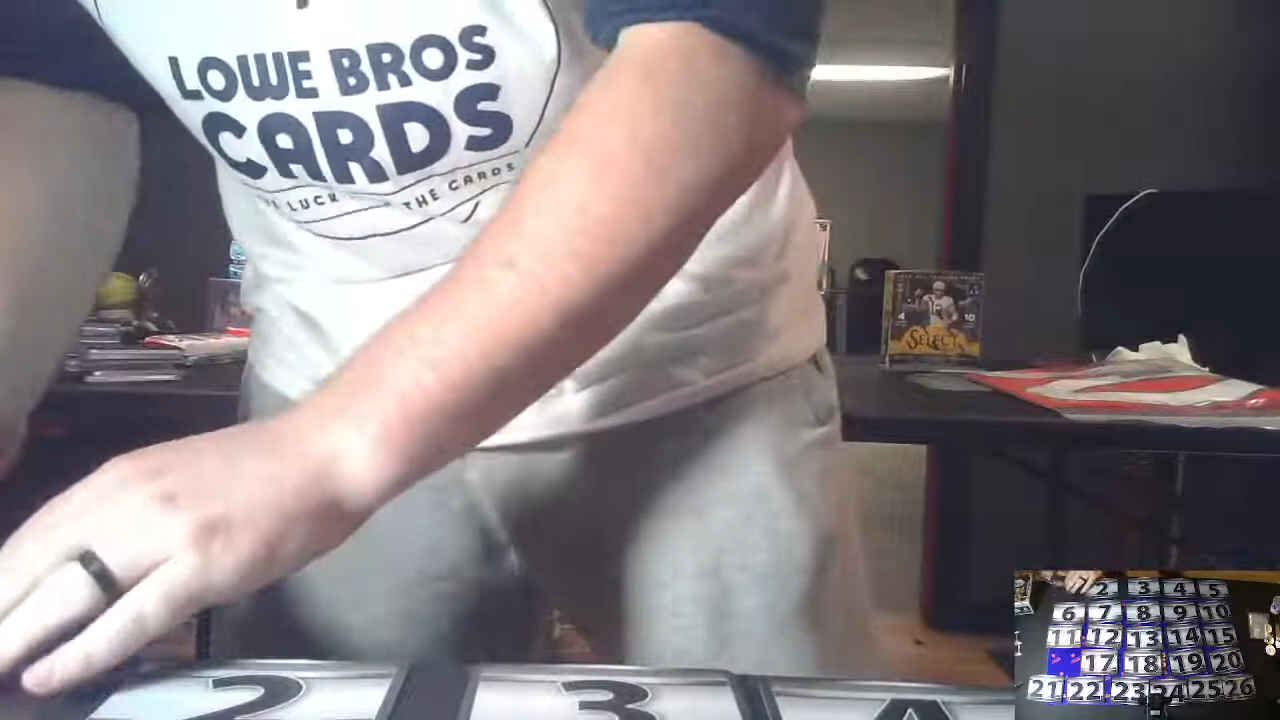 LOWE BROS
CARDS
LUCK THE CARDS
SELECT
2 3 4
2 3 4 5
6 7 8 9 10
11 12 13 14 15
17 18 19 20
21 22 23 24 25 26